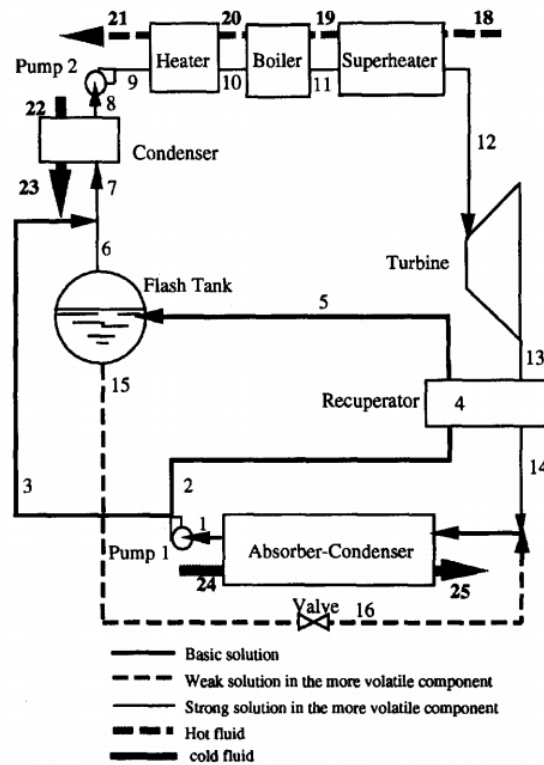 21 20 19 18
Heater Boiler Superheater
Pump 2
9 10 11
22 8
12
Condenser
23 7
6
Turbine
Flash Tank
5
13
15
Recuperator 4
14
3 2
1
Pump 1 Absorber-Condenser
24 25
Valve 16
Basic solution
Weak solution in the more volatile component
Strong solution in the more volatile component
Hot fluid
cold fluid